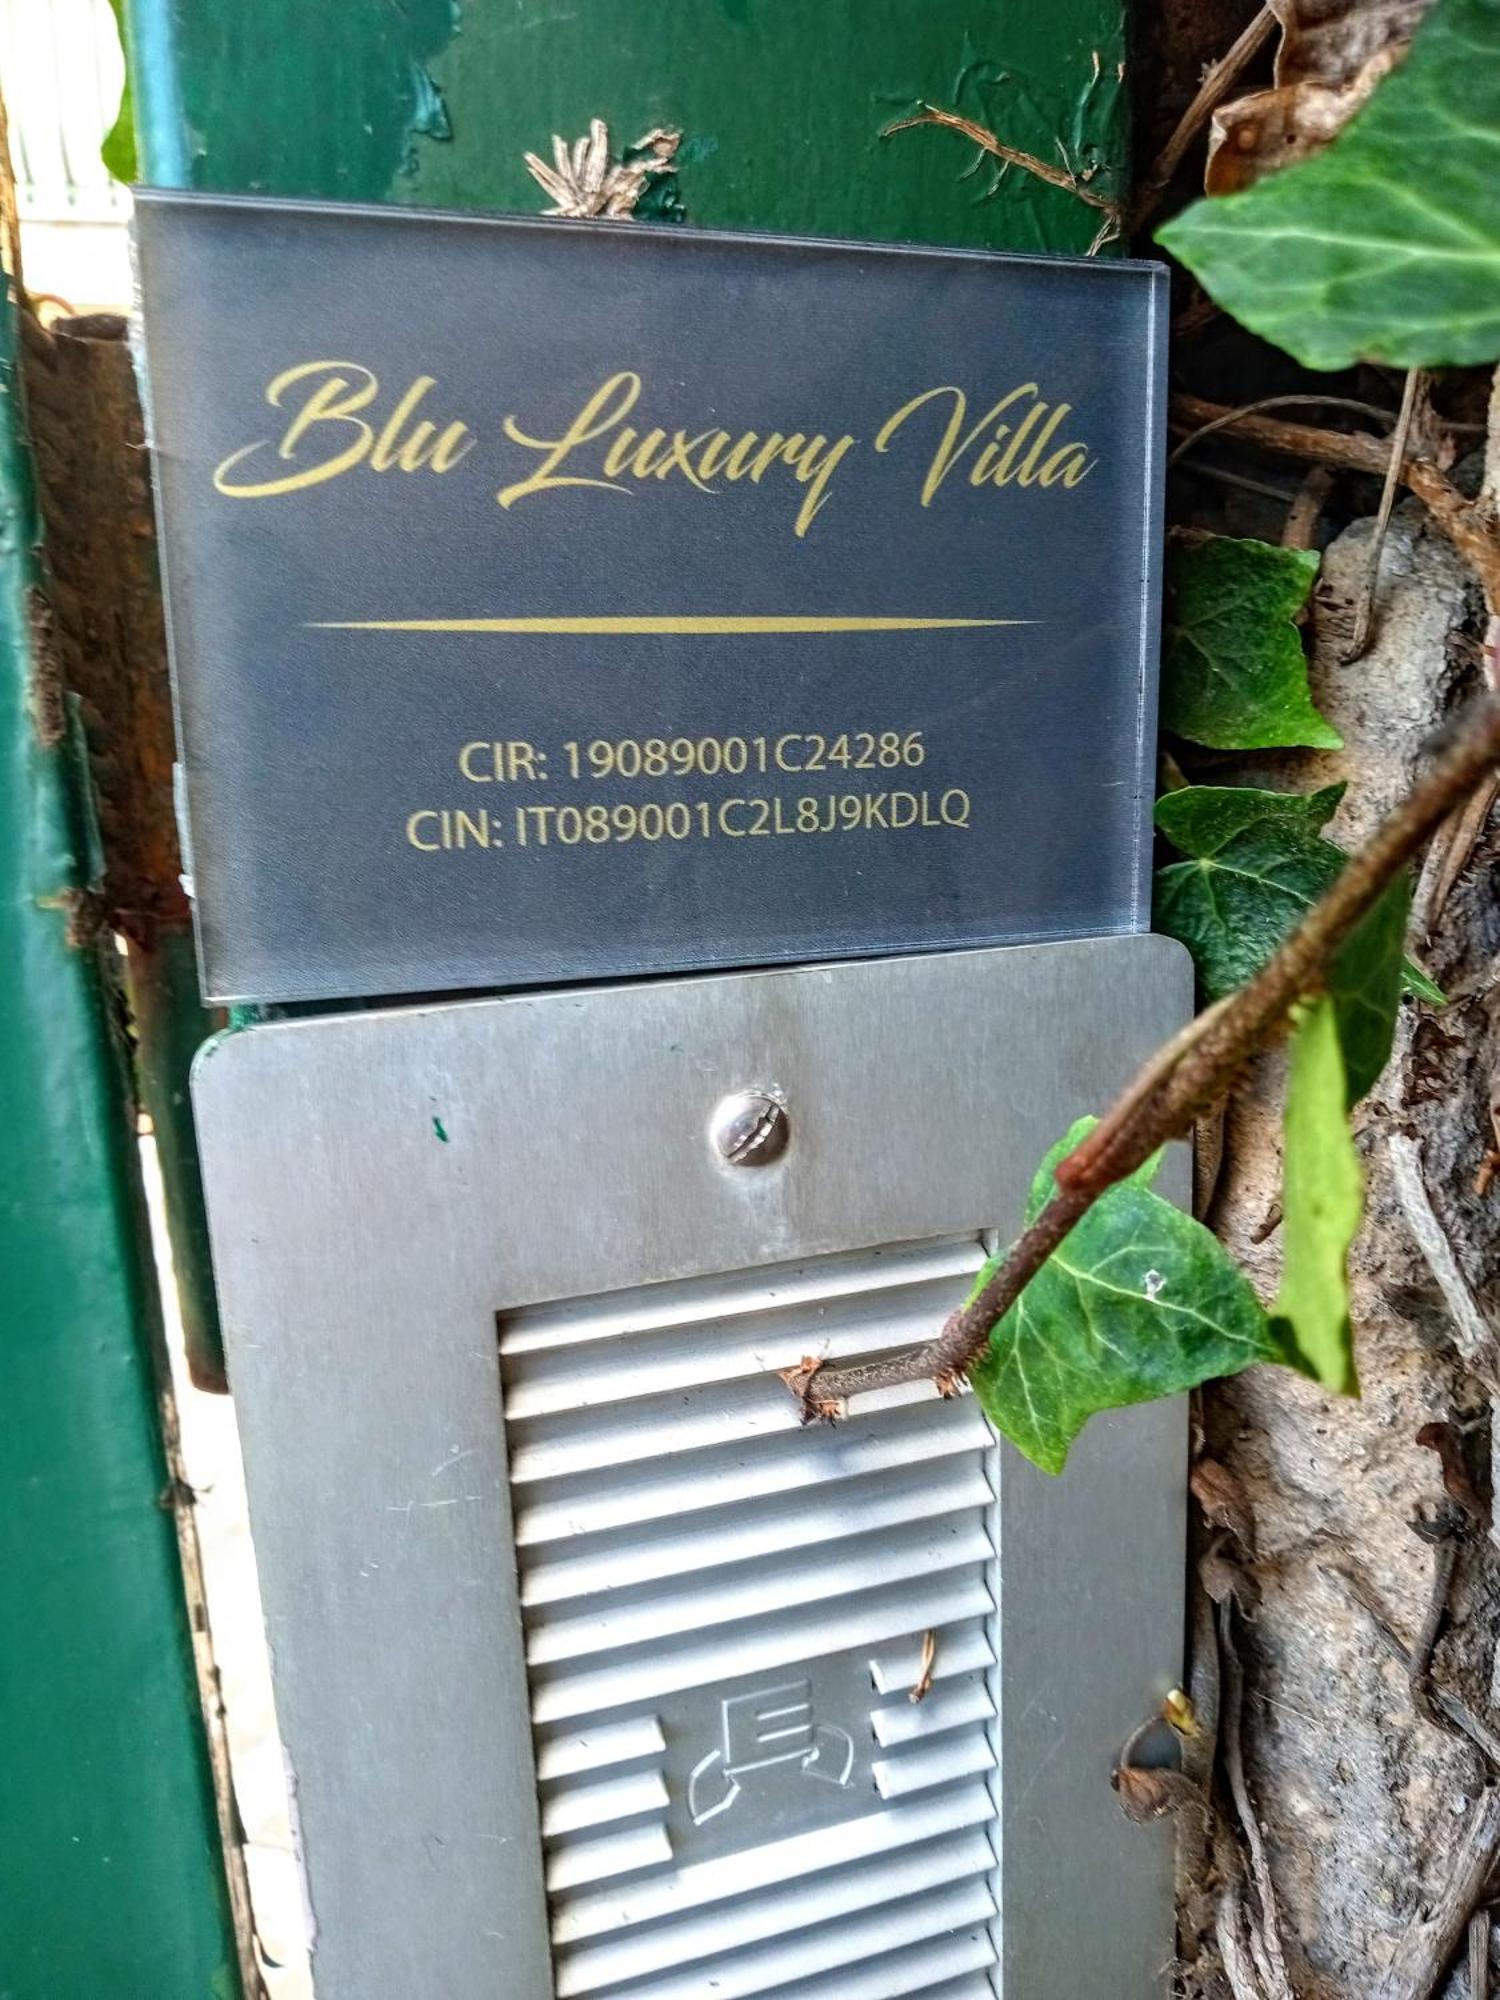 Blu Luxury Villa
CIR: 19089001C24286
CIN: IT089001C2L8J9KDLQ